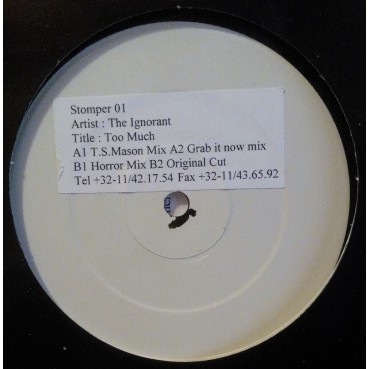 Stomper 01
Artist : The Ignorant
Title : Too Much
A1 T.S.Mason Mix A2 Grab it now mix
B1 Horror Mix B2 Original Cut
Tel +32-11/42.17.54 Fax +32-11/43.65.92